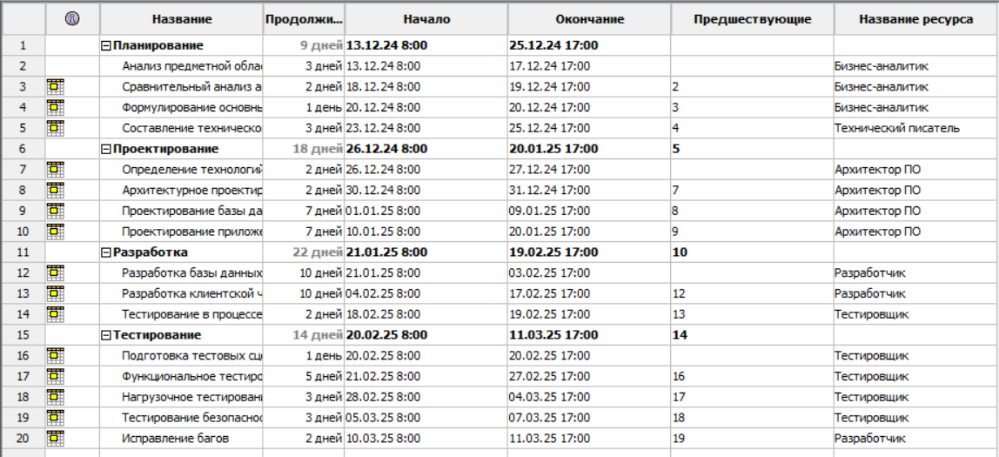 Название Продолжи... Начало Окончание Предшествующие Название ресурса
1 Планирование 9 дней 13.12.24 8:00 25.12.24 17:00
2 Анализ предметной обла 3 дней 13.12.24 8:00 17.12.24 17:00 Бизнес-аналитик
3 Сравнительный анализ а 2 дней 18.12.24 8:00 19.12.24 17:00 2 Бизнес-аналитик
4 Формулирование основнь 1 день 20.12.24 8:00 20.12.24 17:00 3 Бизнес-аналитик
5 Составление техническо 3 дней 23.12.24 8:00 25.12.24 17:00 4 Технический писатель
6 Проектирование 18 дней 26.12.24 8:00 20.01.25 17:00 5
7 Определение технологий 2 дней 26.12.24 8:00 27.12.24 17:00 Архитектор ПО
8 Архитектурное проектир 2 дней 30.12.24 8:00 31.12.24 17:00 7 Архитектор ПО
9 Проектирование базы да 7 дней 01.01.25 8:00 09.01.25 17:00 8 Архитектор ПО
10 Проектирование приложе 7 дней 10.01.25 8:00 20.01.25 17:00 9 Архитектор ПО
11 Разработка 22 дней 21.01.25 8:00 19.02.25 17:00 10
12 Разработка базы данных 10 дней 21.01.25 8:00 03.02.25 17:00 Разработчик
13 Разработка клиентской ч 10 дней 04.02.25 8:00 17.02.25 17:00 12 Разработчик
14 Тестирование в процессе 2 дней 18.02.25 8:00 19.02.25 17:00 13 Тестировщик
15 Тестирование 14 дней 20.02.25 8:00 11.03.25 17:00 14
16 Подготовка тестовых сц 1 день 20.02.25 8:00 20.02.25 17:00 Тестировщик
17 Функциональное тестиро 5 дней 21.02.25 8:00 27.02.25 17:00 16 Тестировщик
18 Нагрузочное тестирован 3 дней 28.02.25 8:00 04.03.25 17:00 17 Тестировщик
19 Тестирование безопаснос 3 дней 05.03.25 8:00 07.03.25 17:00 18 Тестировщик
20 Исправление багов 2 дней 10.03.25 8:00 11.03.25 17:00 19 Разработчик